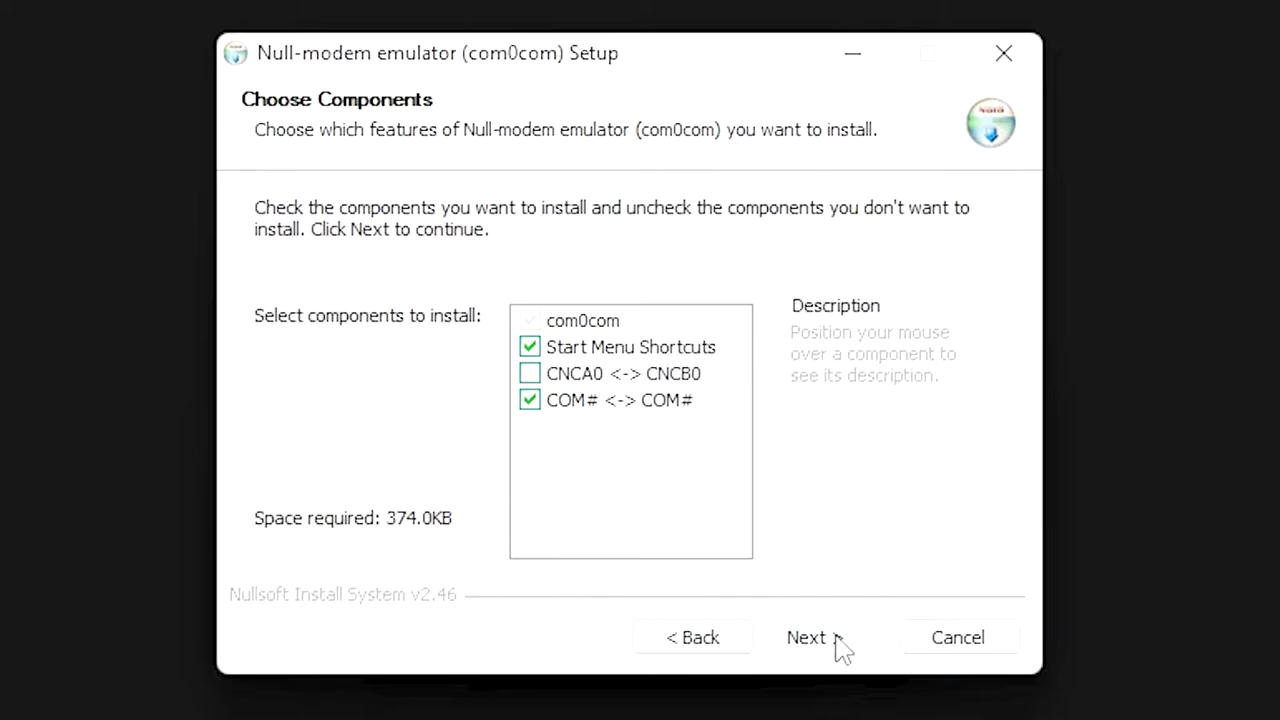 Null-modem emulator (com0com) Setup
Choose Components
Choose which features of Null-modem emulator (com0com) you want to install.
Check the components you want to install and uncheck the components you don't want to
install. Click Next to continue.
Select components to install:
com0com
Start Menu Shortcuts
CNCA0 <-> CNCB0
COM# <-> COM#
Description
Position your mouse
over a component to
see its description.
Space required: 374.0KB
Nullsoft Install System v2.46
< Back
Next >
Cancel